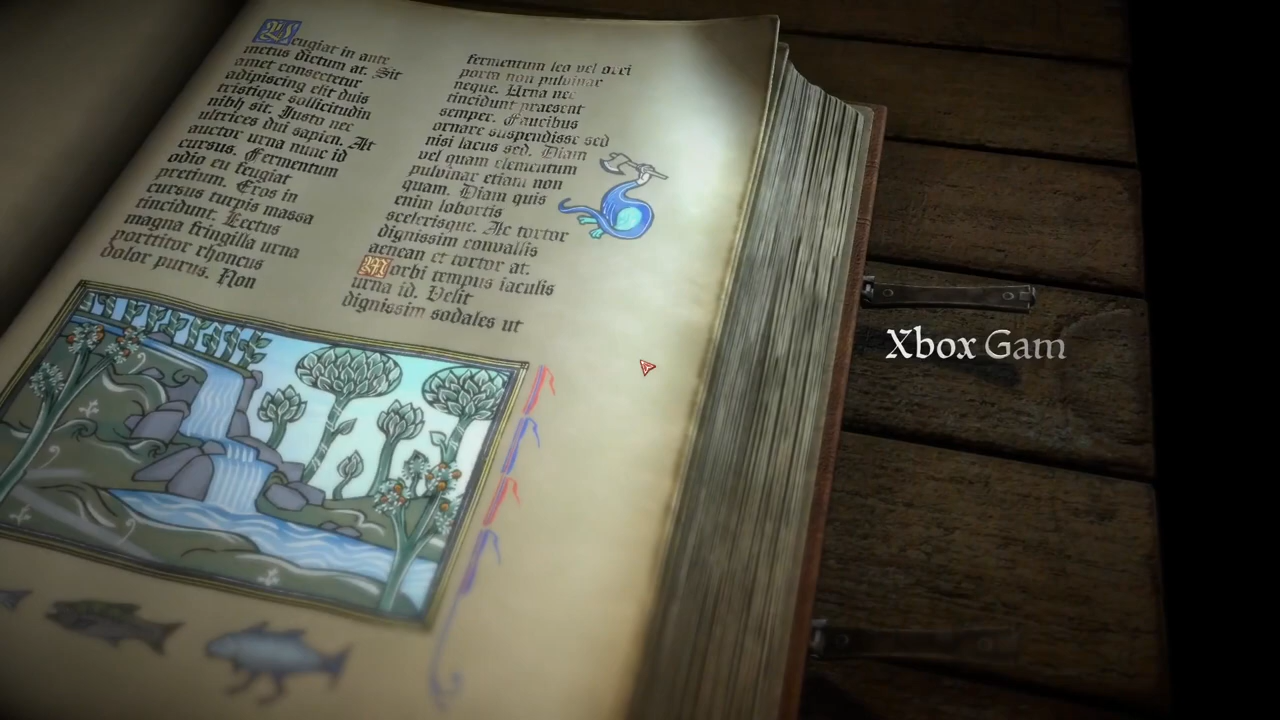 Feugiat in ante
metus dictum at. Sit
amet consectetur
adipiscing elit duis
tristique sollicitudin
nibh sit. Justo nec
ultrices dui sapien. At
auctor urna nunc id
cursus. Fermentum
odio eu feugiat
pretium. Eros in
cursus turpis massa
tincidunt. Lectus
magna fringilla urna
porttitor rhoncus
dolor purus. Non
fermentum leo vel orci
porta non pulvinar
neque. Urna nec
tincidunt praesent
semper. Faucibus
ornare suspendisse sed
nisi lacus sed. Diam
vel quam elementum
pulvinar etiam non
quam. Diam quis
enim lobortis
scelerisque. Ac tortor
dignissim convallis
aenean et tortor at.
Morbi tempus iaculis
urna id. Velit
dignissim sodales ut
Xbox Gam